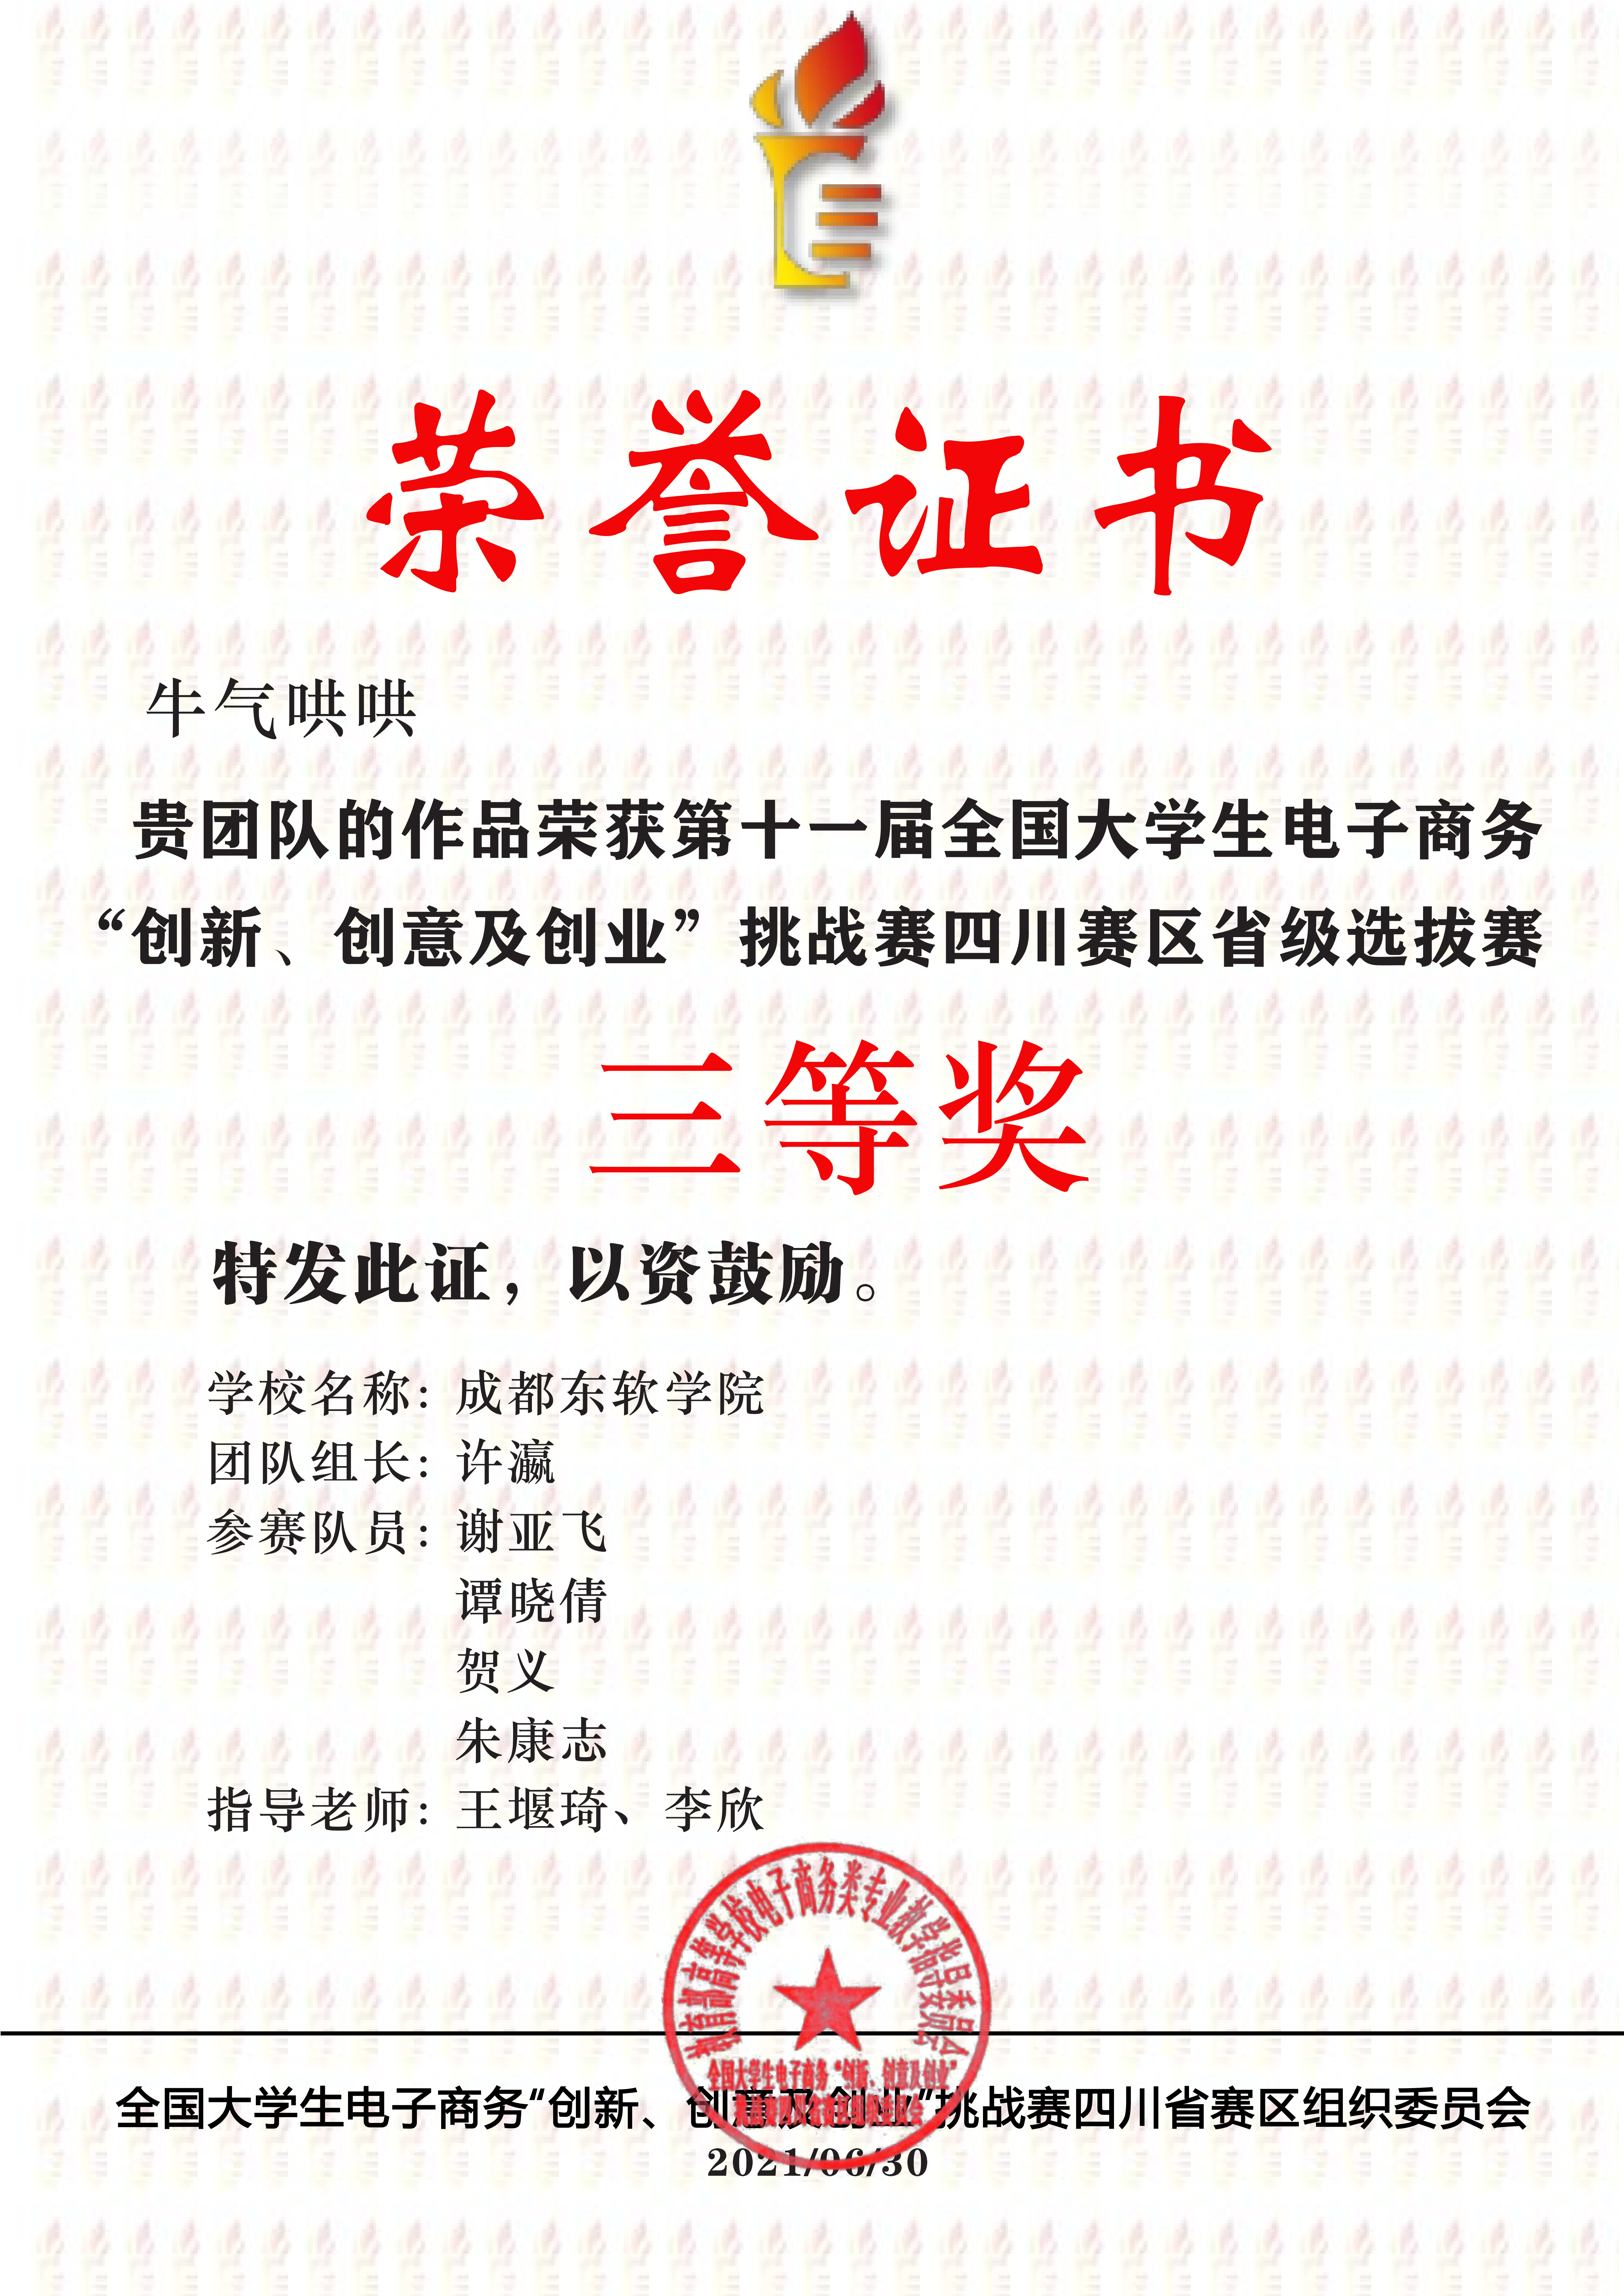 荣誉证书
牛气哄哄
贵团队的作品荣获第十一届全国大学生电子商务
“创新、创意及创业”挑战赛四川赛区省级选拔赛
三等奖
特发此证，以资鼓励。
学校名称：成都东软学院
团队组长：许瀛
参赛队员：谢亚飞
谭晓倩
贺义
朱康志
指导老师：王堰琦、李欣
教育部高等学校电子商务类专业教学指导委员会
全国大学生电子商务“创新、创意及创业”
全国大学生电子商务“创新、创意及创业”挑战赛四川省赛区组织委员会
2021/06/30